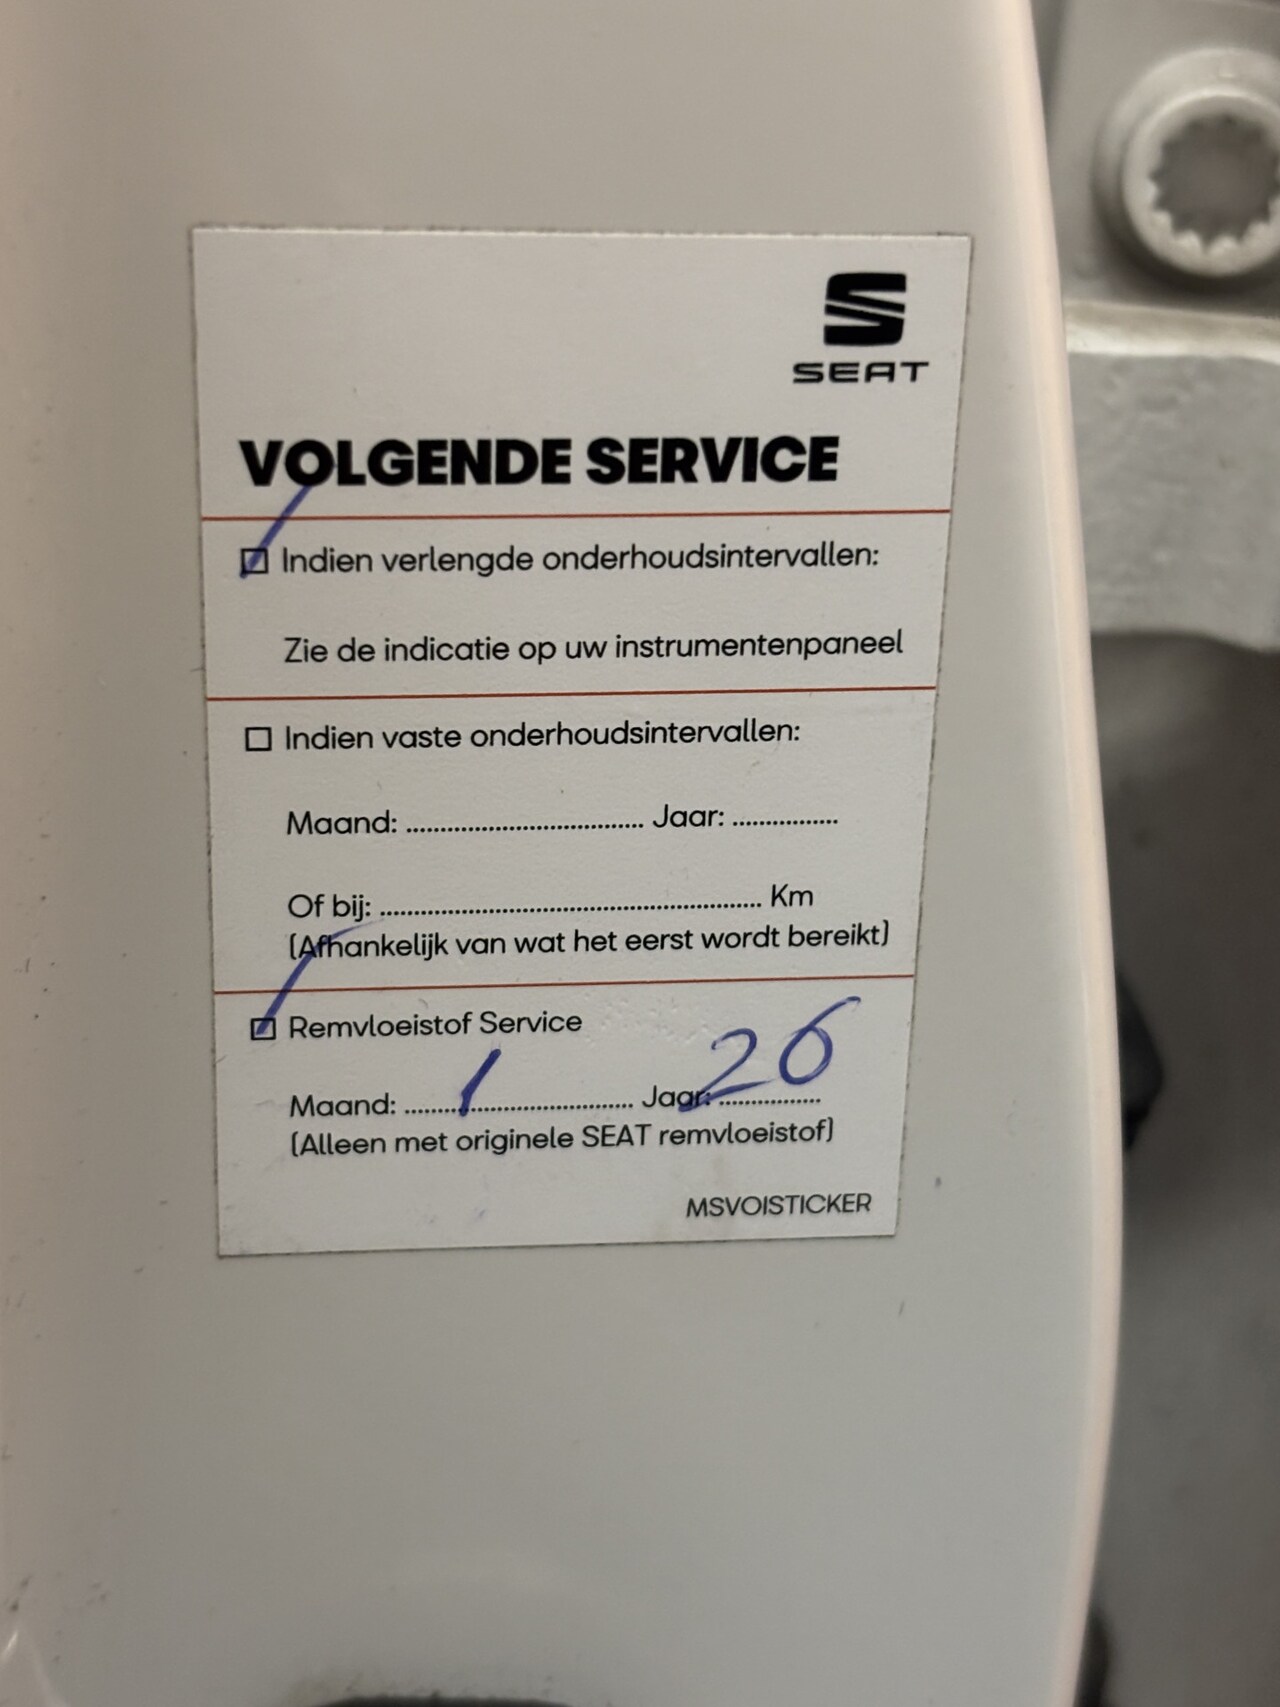 SEAT
VOLGENDE SERVICE
Indien verlengde onderhoudsintervallen:
Zie de indicatie op uw instrumentenpaneel
Indien vaste onderhoudsintervallen:
Maand: .................................. Jaar: ...............
Of bij: ...................................................... Km
(Afhankelijk van wat het eerst wordt bereikt)
Remvloeistof Service
Maand: 1 Jaar: 26
(Alleen met originele SEAT remvloeistof)
MSVOISTICKER